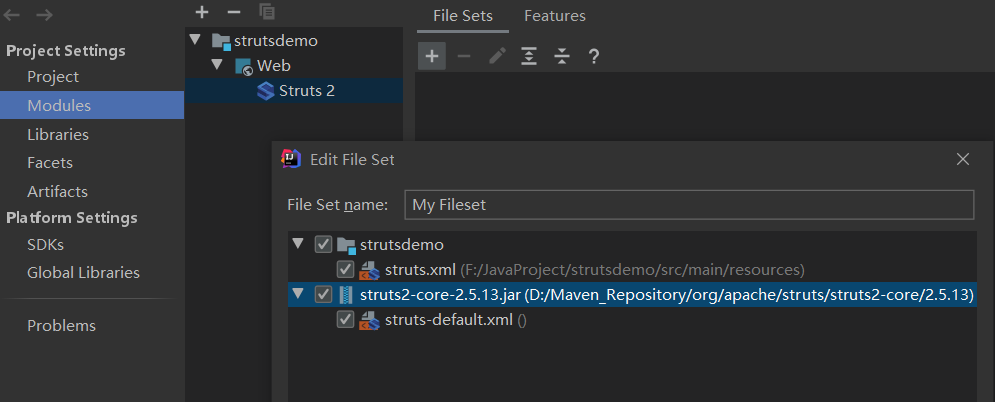 Project Settings
Project
Modules
Libraries
Facets
Artifacts
Platform Settings
SDKs
Global Libraries
Problems
strutsdemo
Web
Struts 2
File Sets Features
?
Edit File Set
File Set name: My Fileset
strutsdemo
struts.xml (F:/JavaProject/strutsdemo/src/main/resources)
struts2-core-2.5.13.jar (D:/Maven_Repository/org/apache/struts/struts2-core/2.5.13)
struts-default.xml ()